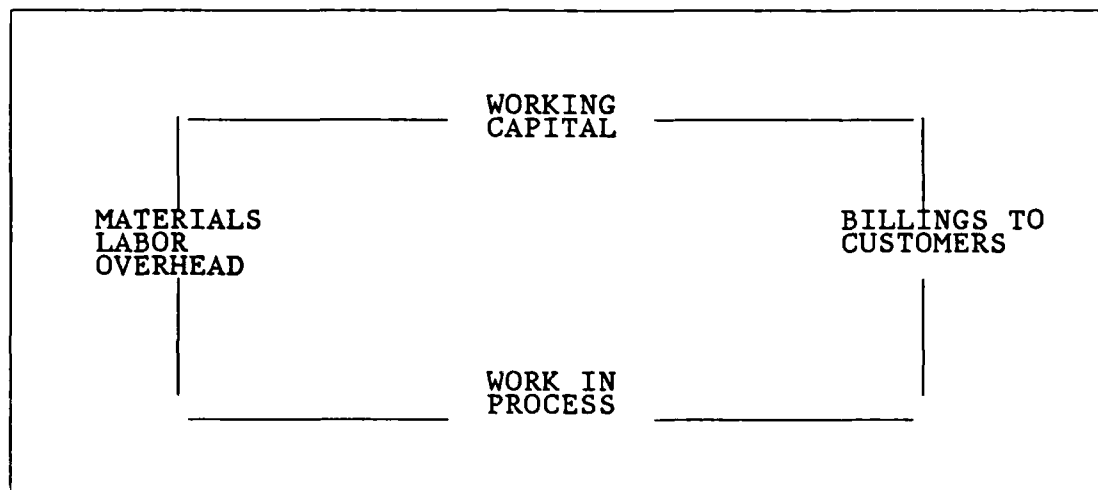 WORKING
CAPITAL
MATERIALS
LABOR
OVERHEAD
BILLINGS TO
CUSTOMERS
WORK IN
PROCESS